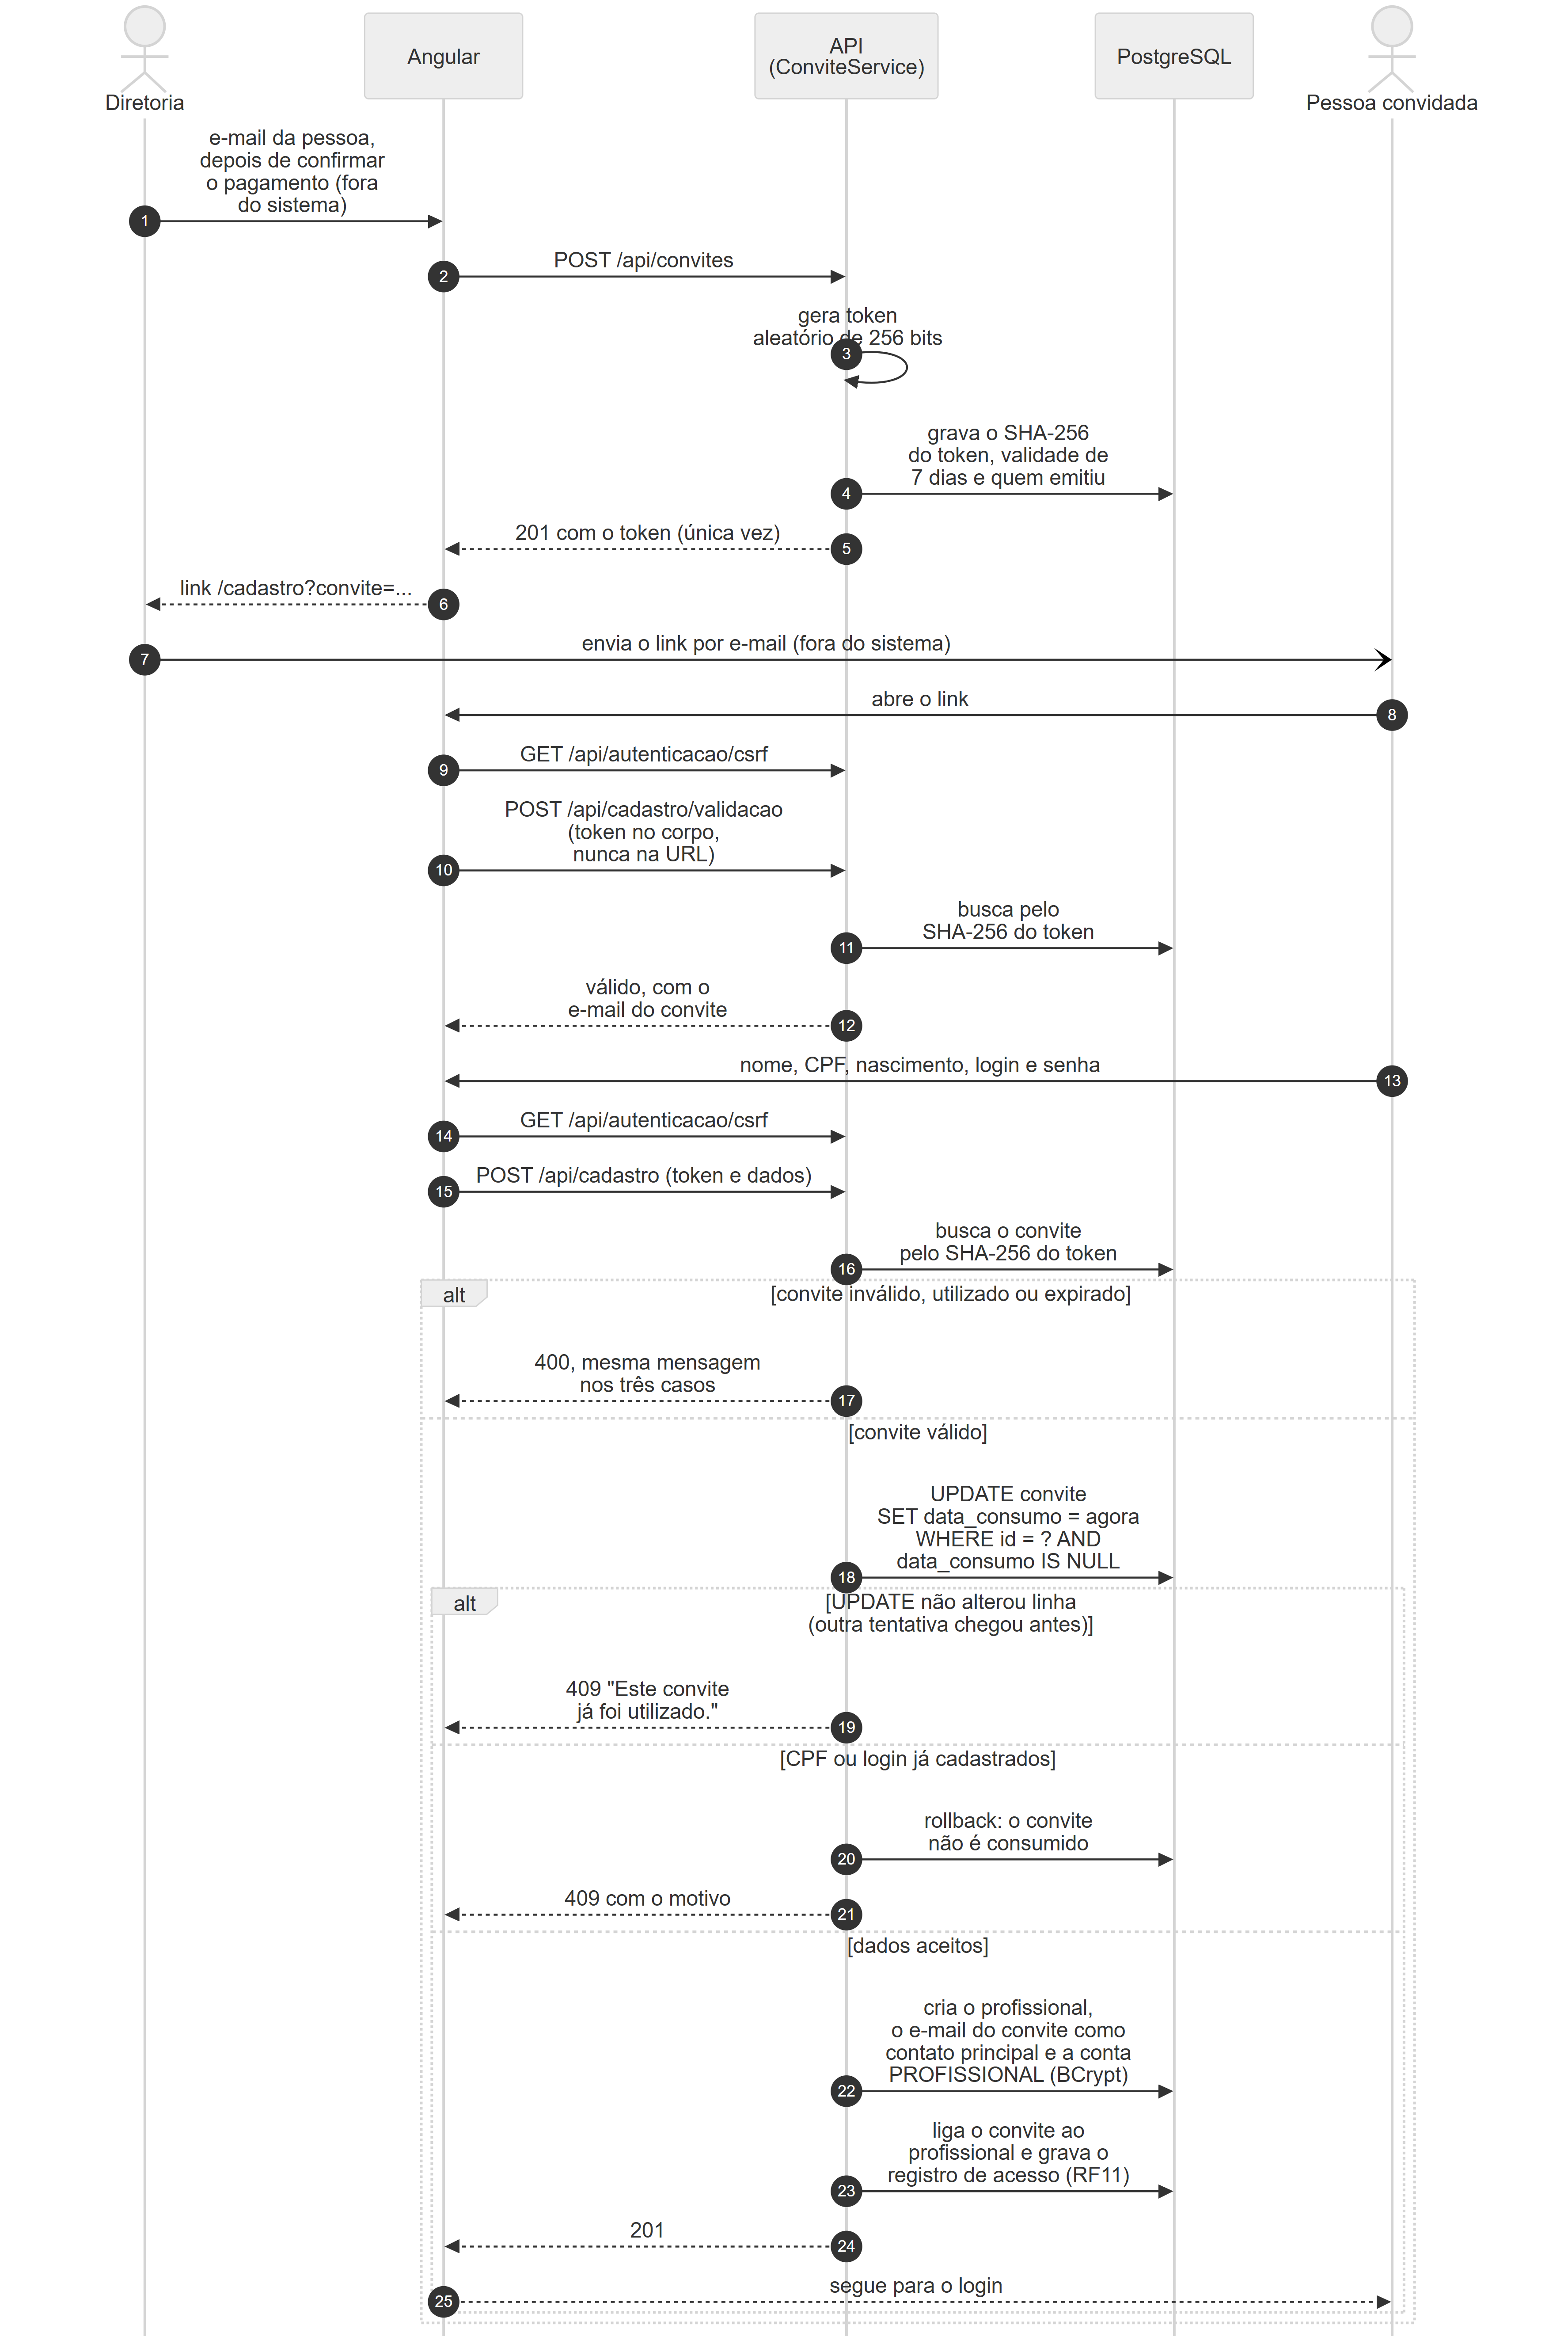 Diretoria
Angular
API
(ConviteService)
PostgreSQL
Pessoa convidada
e-mail da pessoa,
depois de confirmar
o pagamento (fora
do sistema)
1
POST /api/convites
2
gera token
aleatório de 256 bits
3
grava o SHA-256
do token, validade de
7 dias e quem emitiu
4
201 com o token (única vez)
5
link /cadastro?convite=...
6
envia o link por e-mail (fora do sistema)
7
abre o link
8
GET /api/autenticacao/csrf
9
POST /api/cadastro/validacao
(token no corpo,
nunca na URL)
10
busca pelo
SHA-256 do token
11
válido, com o
e-mail do convite
12
nome, CPF, nascimento, login e senha
13
GET /api/autenticacao/csrf
14
POST /api/cadastro (token e dados)
15
busca o convite
pelo SHA-256 do token
16
alt
[convite inválido, utilizado ou expirado]
400, mesma mensagem
nos três casos
17
[convite válido]
UPDATE convite
SET data_consumo = agora
WHERE id = ? AND
data_consumo IS NULL
18
alt
[UPDATE não alterou linha
(outra tentativa chegou antes)]
409 "Este convite
já foi utilizado."
19
[CPF ou login já cadastrados]
rollback: o convite
não é consumido
20
409 com o motivo
21
[dados aceitos]
cria o profissional,
o e-mail do convite como
contato principal e a conta
PROFISSIONAL (BCrypt)
22
liga o convite ao
profissional e grava o
registro de acesso (RF11)
23
201
24
segue para o login
25